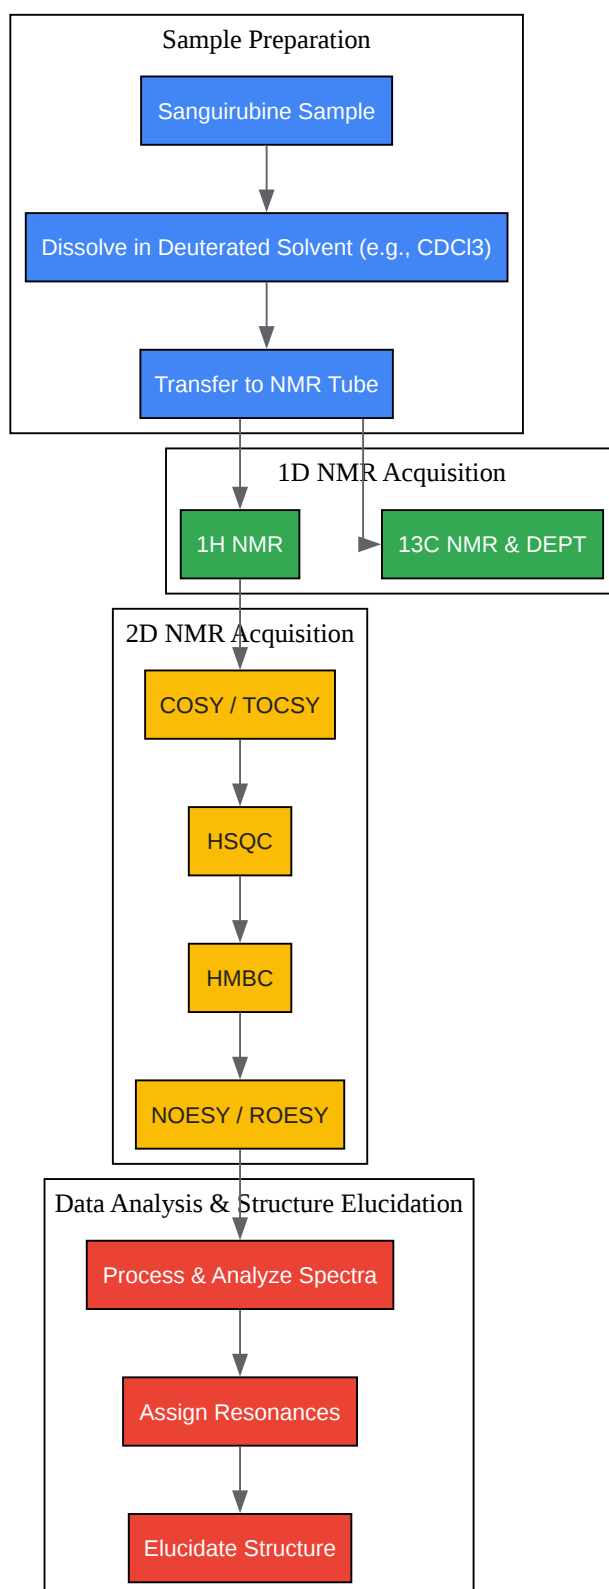 Sample Preparation
Sanguirubine Sample
Dissolve in Deuterated Solvent (e.g., CDCl3)
Transfer to NMR Tube
1D NMR Acquisition
1H NMR
13C NMR & DEPT
2D NMR Acquisition
COSY / TOCSY
HSQC
HMBC
NOESY / ROESY
Data Analysis & Structure Elucidation
Process & Analyze Spectra
Assign Resonances
Elucidate Structure